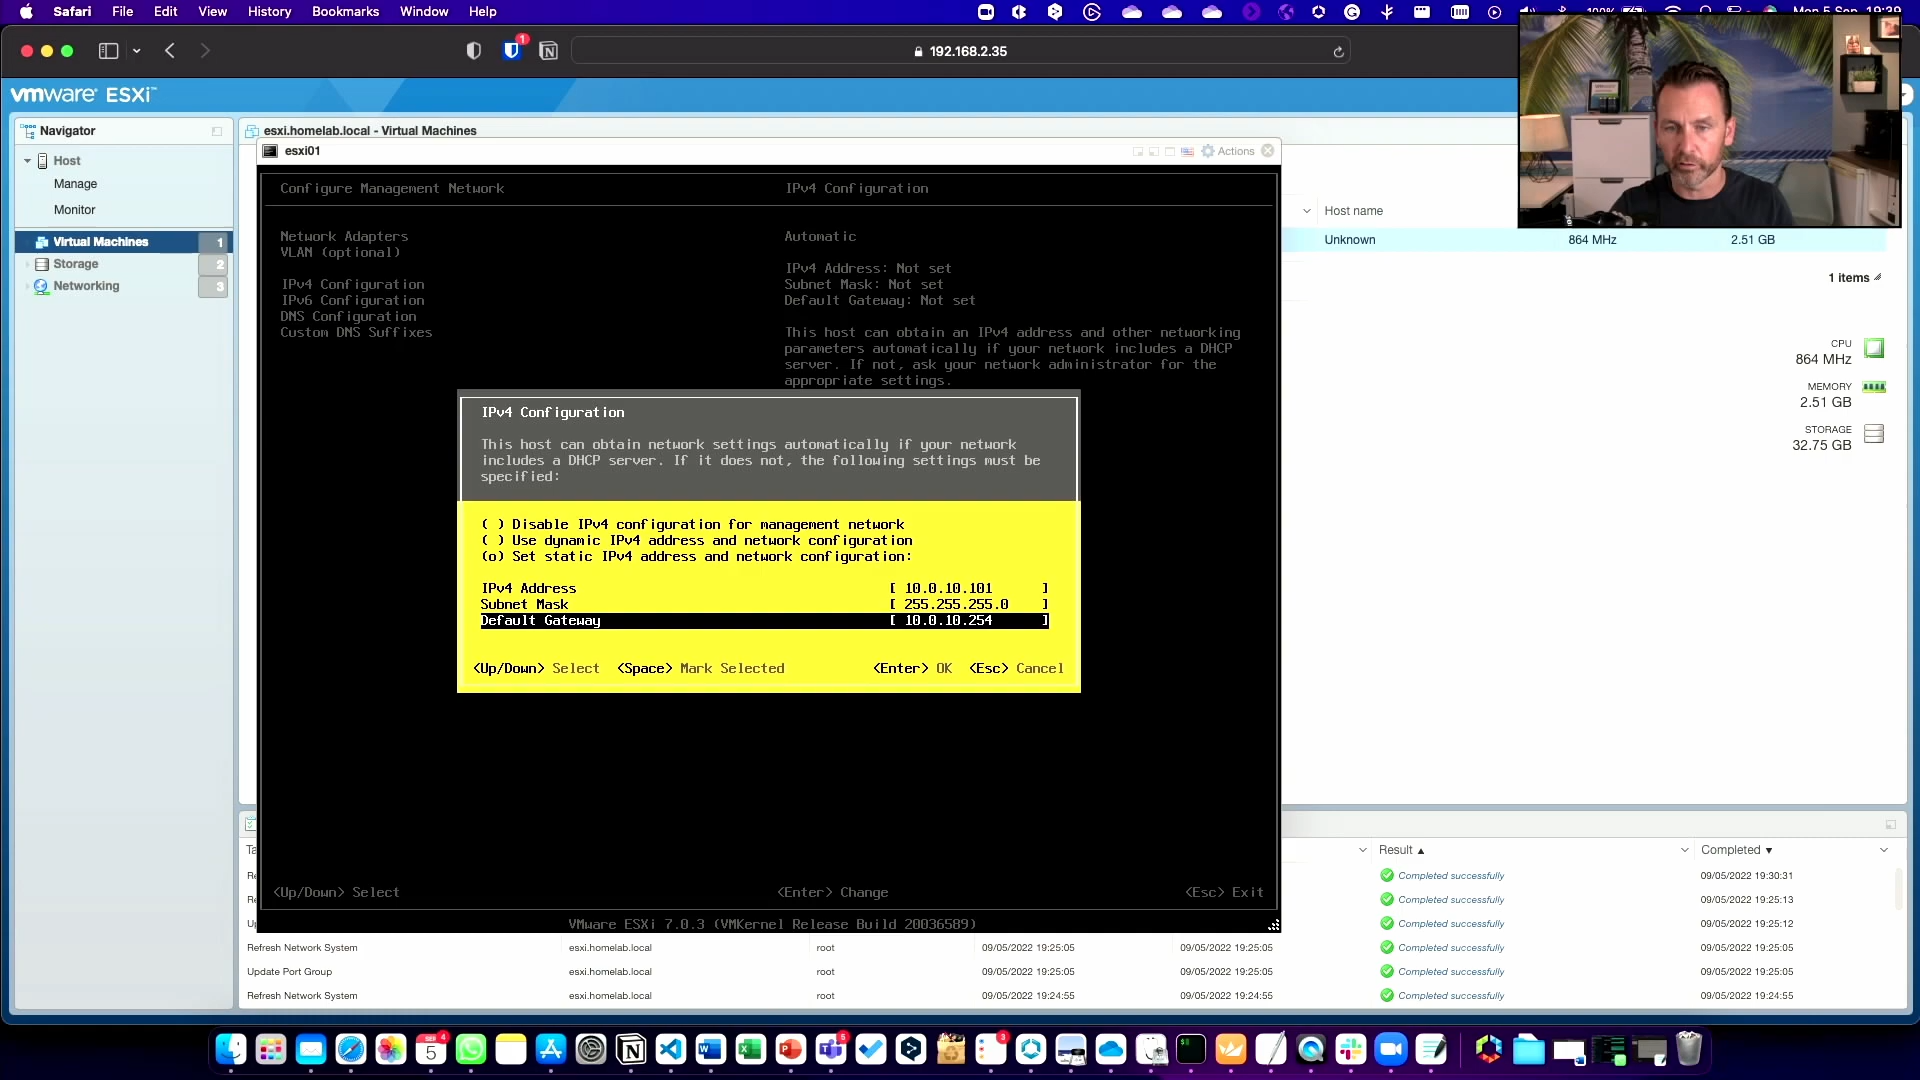 Safari File Edit View History Bookmarks Window Help
192.168.2.35
vmware ESXi™
Navigator
Host
Manage
Monitor
Virtual Machines 1
Storage 2
Networking 3
esxi.homelab.local - Virtual Machines
esxi01
Actions
Configure Management Network
IPv4 Configuration
Network Adapters
VLAN (optional)
IPv4 Configuration
IPv6 Configuration
DNS Configuration
Custom DNS Suffixes
Automatic
IPv4 Address: Not set
Subnet Mask: Not set
Default Gateway: Not set
This host can obtain an IPv4 address and other networking
parameters automatically if your network includes a DHCP
server. If not, ask your network administrator for the
appropriate settings.
IPv4 Configuration
This host can obtain network settings automatically if your network
includes a DHCP server. If it does not, the following settings must be
specified:
( ) Disable IPv4 configuration for management network
( ) Use dynamic IPv4 address and network configuration
(o) Set static IPv4 address and network configuration:
IPv4 Address [ 10.0.10.101 ]
Subnet Mask [ 255.255.255.0 ]
Default Gateway [ 10.0.10.254 ]
<Up/Down> Select <Space> Mark Selected <Enter> OK <Esc> Cancel
<Up/Down> Select <Enter> Change <Esc> Exit
VMware ESXi 7.0.3 (VMKernel Release Build 20036589)
Host name
Unknown 864 MHz 2.51 GB
1 items
CPU
864 MHz
MEMORY
2.51 GB
STORAGE
32.75 GB
Result ▲ Completed ▼
Completed successfully 09/05/2022 19:30:31
Completed successfully 09/05/2022 19:25:13
Completed successfully 09/05/2022 19:25:12
Refresh Network System esxi.homelab.local root 09/05/2022 19:25:05 09/05/2022 19:25:05 Completed successfully 09/05/2022 19:25:05
Update Port Group esxi.homelab.local root 09/05/2022 19:25:05 09/05/2022 19:25:05 Completed successfully 09/05/2022 19:25:05
Refresh Network System esxi.homelab.local root 09/05/2022 19:24:55 09/05/2022 19:24:55 Completed successfully 09/05/2022 19:24:55